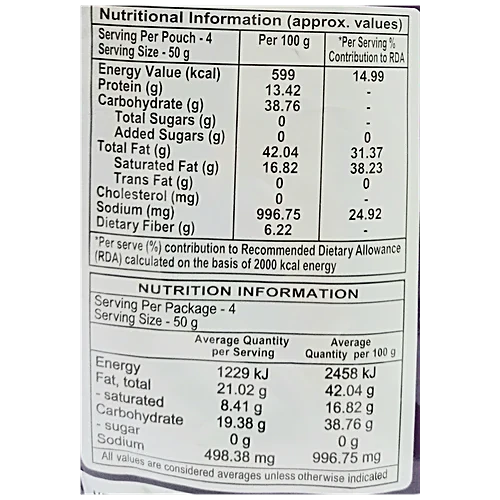 Nutritional Information (approx. values)
Serving Per Pouch - 4 Per 100 g *Per Serving %
Serving Size - 50 g Contribution to RDA
Energy Value (kcal) 599 14.99
Protein (g) 13.42 -
Carbohydrate (g) 38.76 -
Total Sugars (g) 0 -
Added Sugars (g) 0 0
Total Fat (g) 42.04 31.37
Saturated Fat (g) 16.82 38.23
Trans Fat (g) 0 0
Cholesterol (mg) 0 -
Sodium (mg) 996.75 24.92
Dietary Fiber (g) 6.22 -
*Per serve (%) contribution to Recommended Dietary Allowance
(RDA) calculated on the basis of 2000 kcal energy
NUTRITION INFORMATION
Serving Per Package - 4
Serving Size - 50 g
Average Quantity Average
per Serving Quantity per 100 g
Energy 1229 kJ 2458 kJ
Fat, total 21.02 g 42.04 g
- saturated 8.41 g 16.82 g
Carbohydrate 19.38 g 38.76 g
- sugar 0 g 0 g
Sodium 498.38 mg 996.75 mg
All values are considered averages unless otherwise indicated